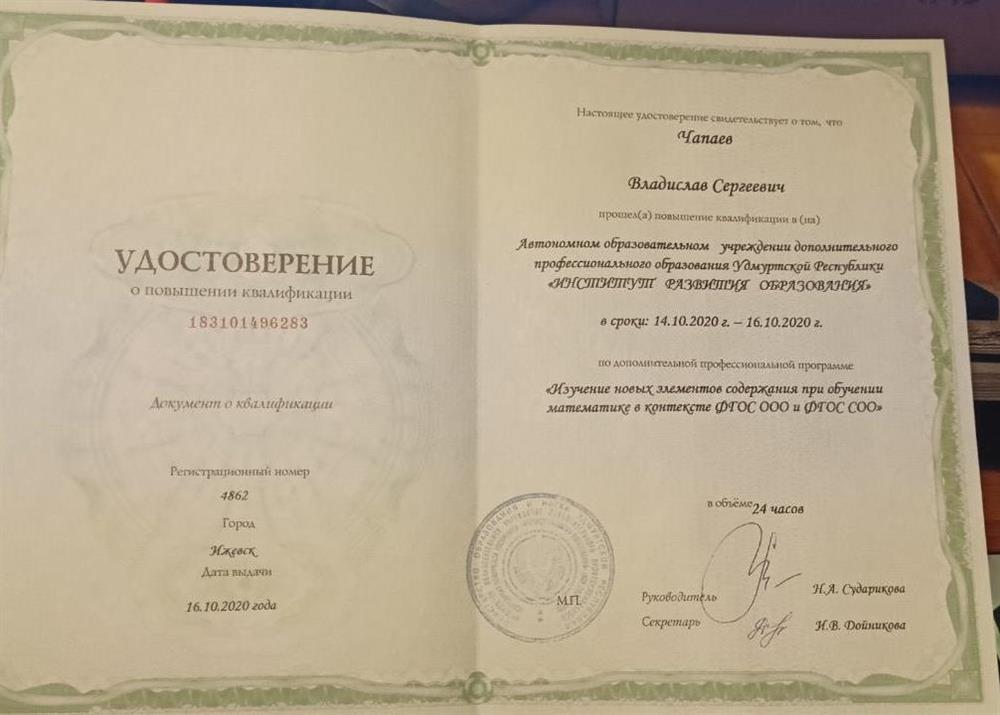 УДОСТОВЕРЕНИЕ
о повышении квалификации
183101496283
Документ о квалификации
Регистрационный номер
4862
Город
Ижевск
Дата выдачи
16.10.2020 года
Настоящее удостоверение свидетельствует о том, что
Чапаев
Владислав Сергеевич
прошел(а) повышение квалификации в (на)
Автономном образовательном учреждении дополнительного
профессионального образования Удмуртской Республики
«ИНСТИТУТ РАЗВИТИЯ ОБРАЗОВАНИЯ»
в сроки: 14.10.2020 г. – 16.10.2020 г.
по дополнительной профессиональной программе
«Изучение новых элементов содержания при обучении
математике в контексте ФГОС ООО и ФГОС СОО»
в объёме 24 часов
М.П.
Руководитель Н.А. Сударикова
Секретарь И.В. Дойникова